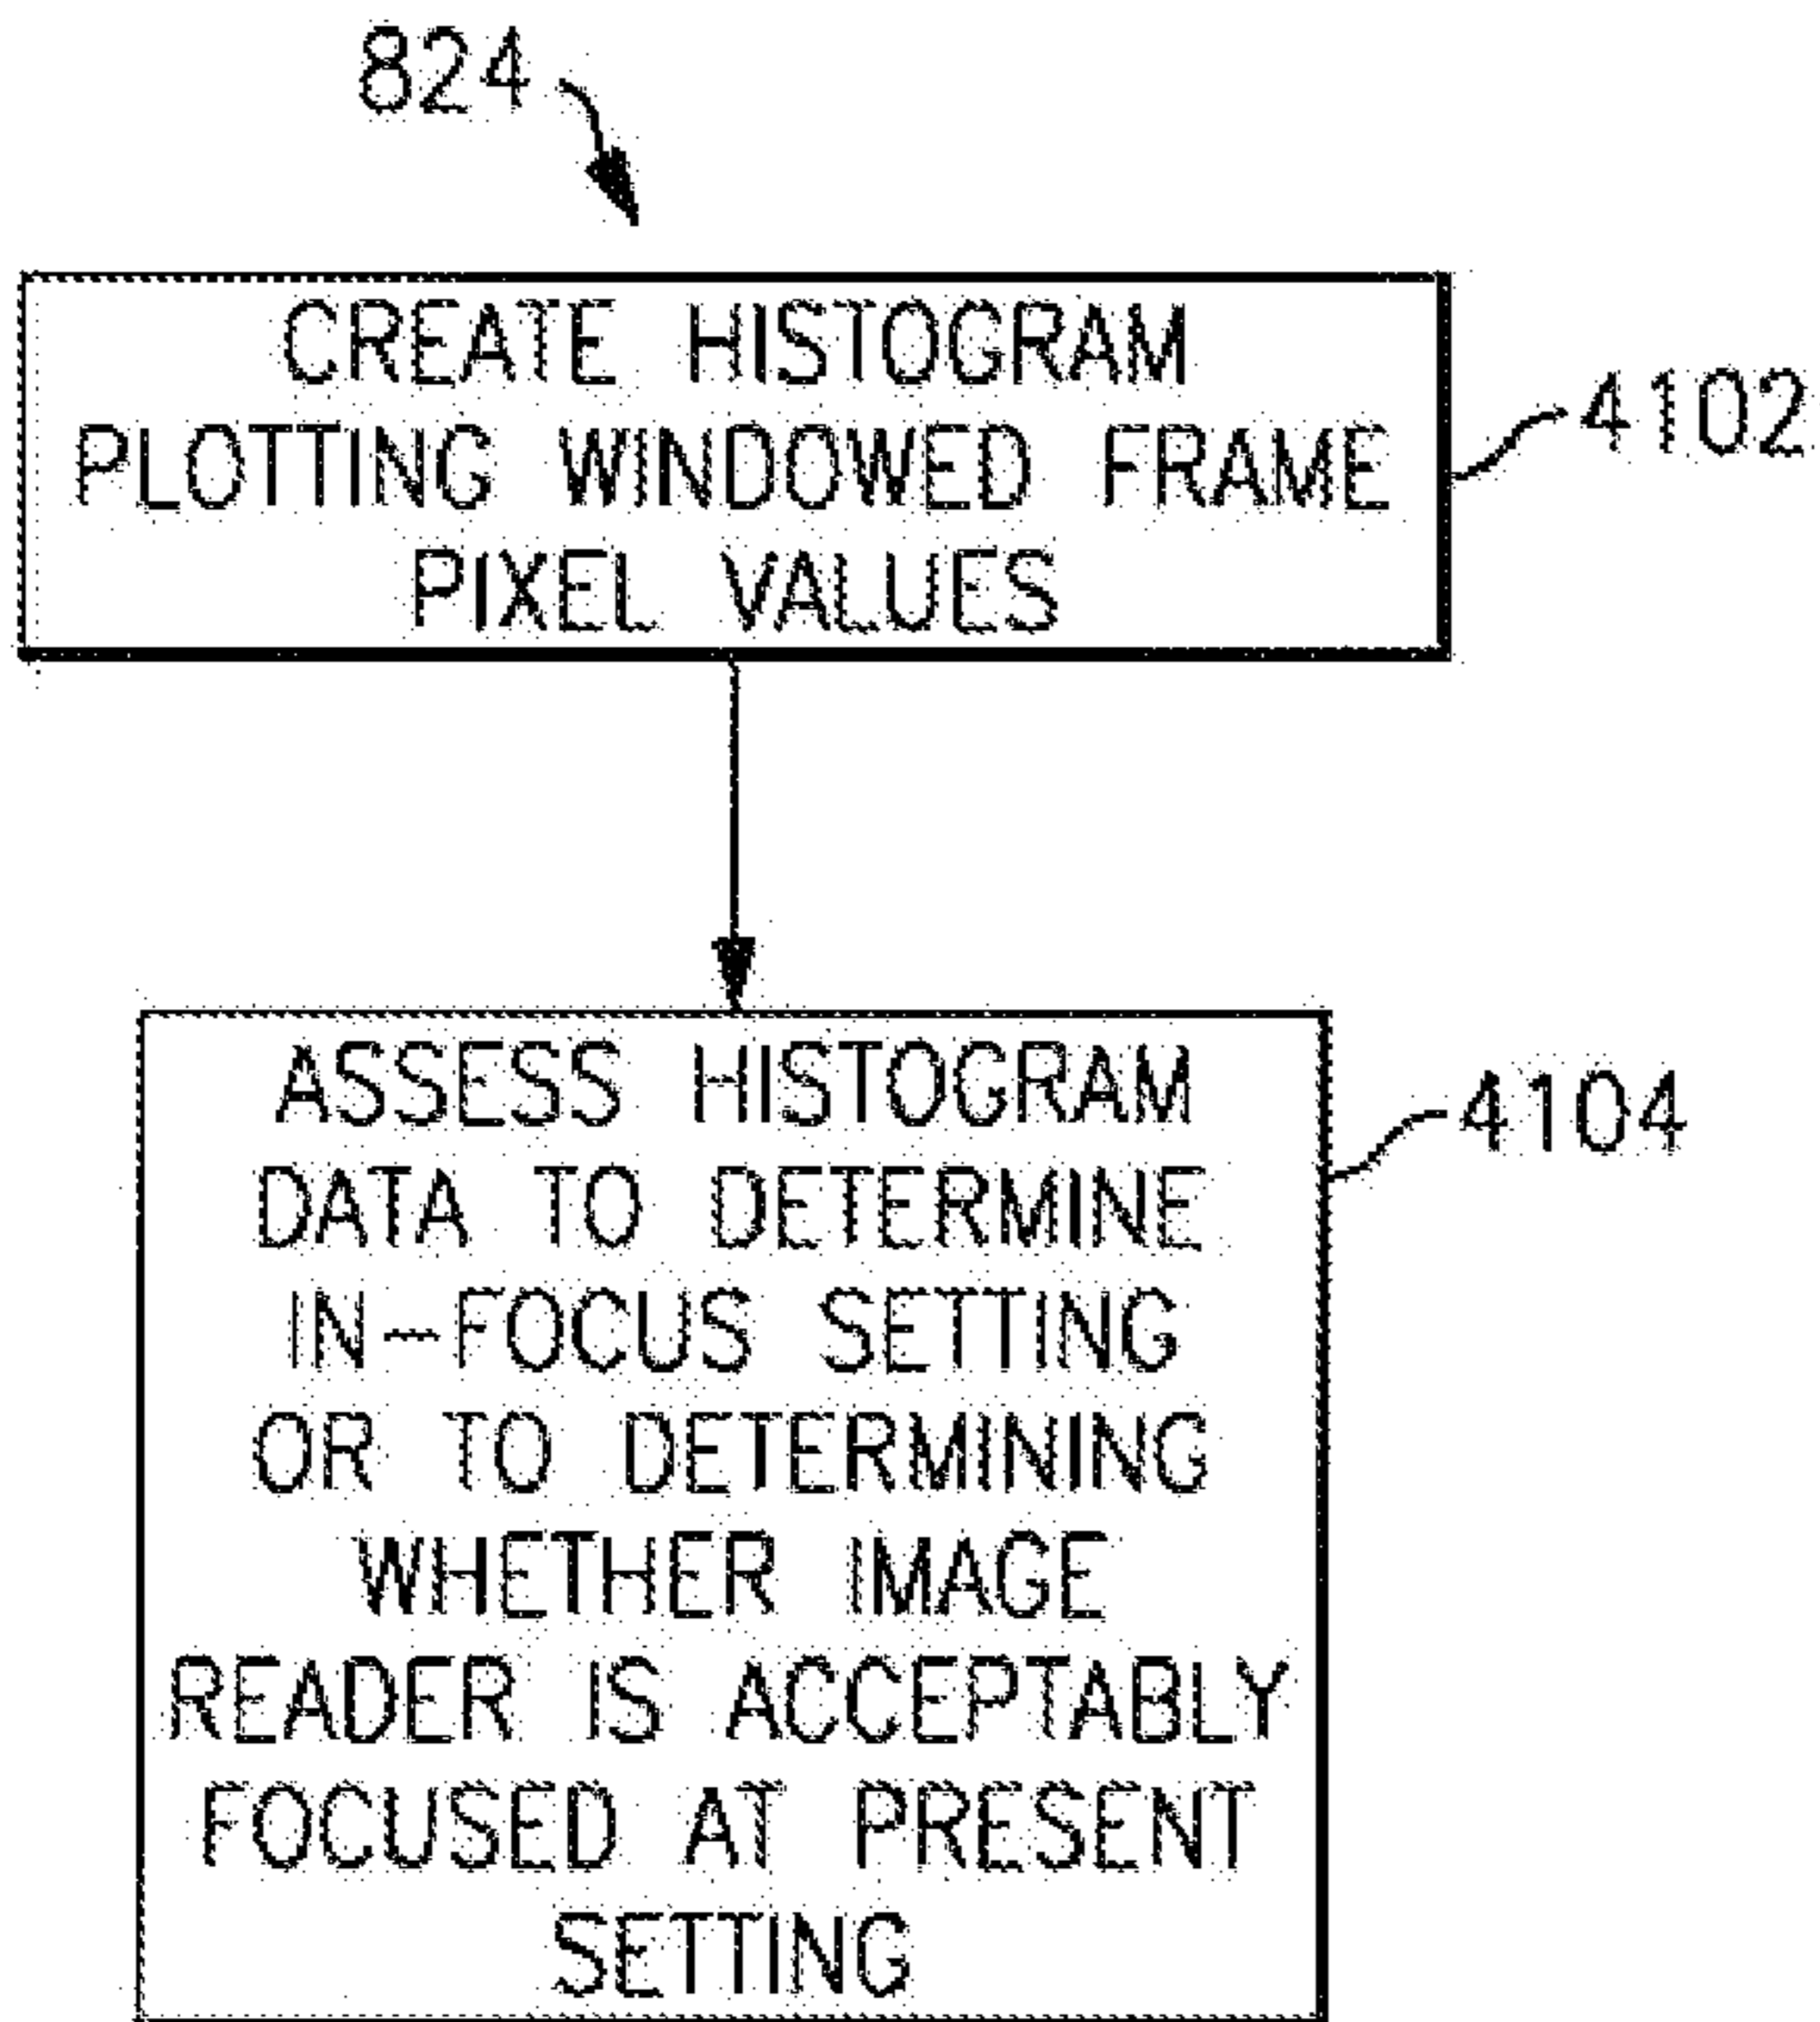 824
CREATE HISTOGRAM
PLOTTING WINDOWED FRAME
PIXEL VALUES
4102
ASSESS HISTOGRAM
DATA TO DETERMINE
IN-FOCUS SETTING
OR TO DETERMINING
WHETHER IMAGE
READER IS ACCEPTABLY
FOCUSED AT PRESENT
SETTING
4104